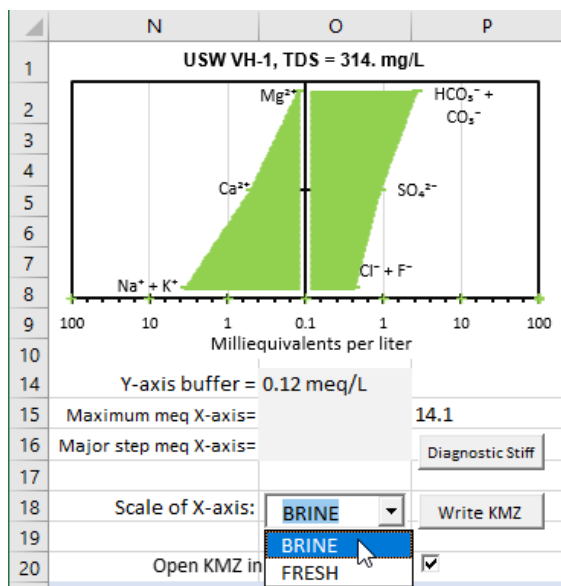 N O P
1 USW VH-1, TDS = 314. mg/L
2 Mg²⁺ HCO₃⁻ +
CO₃⁻
3
4
5 Ca²⁺ SO₄²⁻
6
7 Cl⁻ + F⁻
8 Na⁺ + K⁺
9 100 10 1 0.1 1 10 100
10 Milliequivalents per liter
14 Y-axis buffer = 0.12 meq/L
15 Maximum meq X-axis= 14.1
16 Major step meq X-axis= Diagnostic Stiff
17
18 Scale of X-axis: BRINE Write KMZ
19 BRINE
20 Open KMZ in FRESH